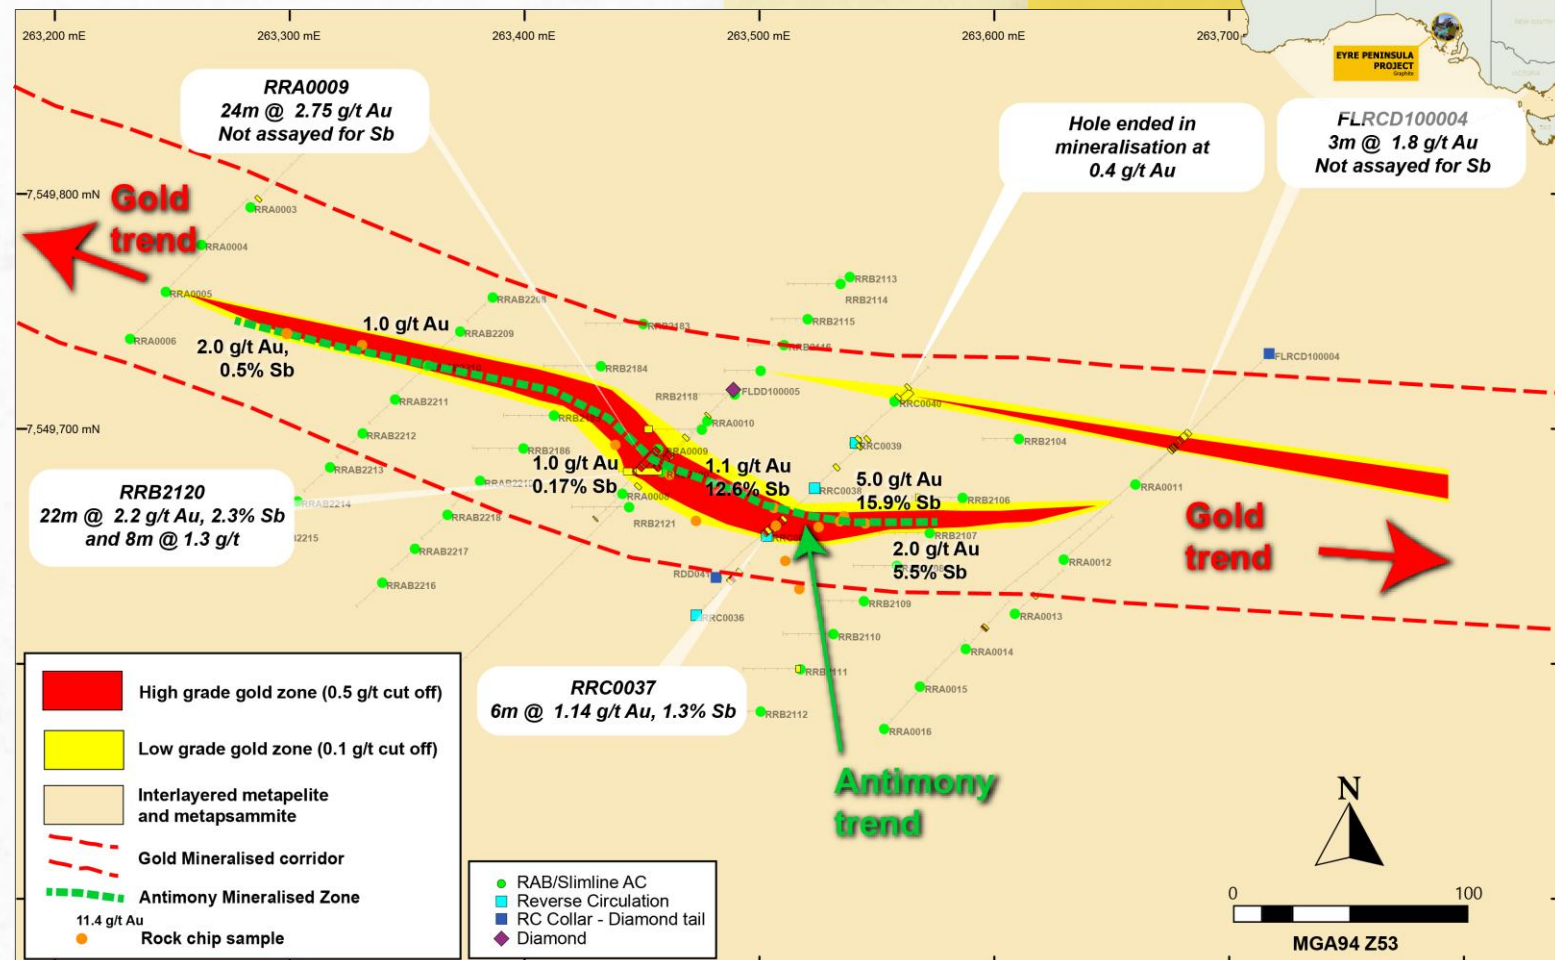 263,200 mE
263,300 mE
263,400 mE
263,500 mE
263,600 mE
263,700
EYRE PENINSULA
PROJECT
Graphite
RRA0009
24m @ 2.75 g/t Au
Not assayed for Sb
Hole ended in
mineralisation at
0.4 g/t Au
FLRCD100004
3m @ 1.8 g/t Au
Not assayed for Sb
7,549,800 mN
Gold
trend
RRA0003
RRA0004
RRA0005
RRA0006
RRAB2209
1.0 g/t Au
2.0 g/t Au,
0.5% Sb
RRB2183
RRB2184
RRB2113
RRB2114
RRB2115
FLRCD100004
RRB2118
FLDD100005
RRAB2211
RRAB2212
RRAB2213
RRAB2214
7,549,700 mN
RRA0010
RRB2186
RRA0009
RRC0040
RRC0039
RRB2104
RRC0038
RRB2106
RRA0011
1.0 g/t Au
0.17% Sb
1.1 g/t Au
12.6% Sb
5.0 g/t Au
15.9% Sb
RRA0008
RRB2121
RRB2107
2.0 g/t Au
5.5% Sb
RRB2120
22m @ 2.2 g/t Au, 2.3% Sb
and 8m @ 1.3 g/t
RRAB2218
RRAB2217
RRAB2216
Gold
trend
RRA0012
RRB2109
RRA0013
RRC0036
RRB2110
RRA0014
RRA0015
RRB2112
RRA0016
RRC0037
6m @ 1.14 g/t Au, 1.3% Sb
Antimony
trend
High grade gold zone (0.5 g/t cut off)
Low grade gold zone (0.1 g/t cut off)
Interlayered metapelite
and metapsammite
Gold Mineralised corridor
Antimony Mineralised Zone
11.4 g/t Au
Rock chip sample
RAB/Slimline AC
Reverse Circulation
RC Collar - Diamond tail
Diamond
N
0
100
MGA94 Z53